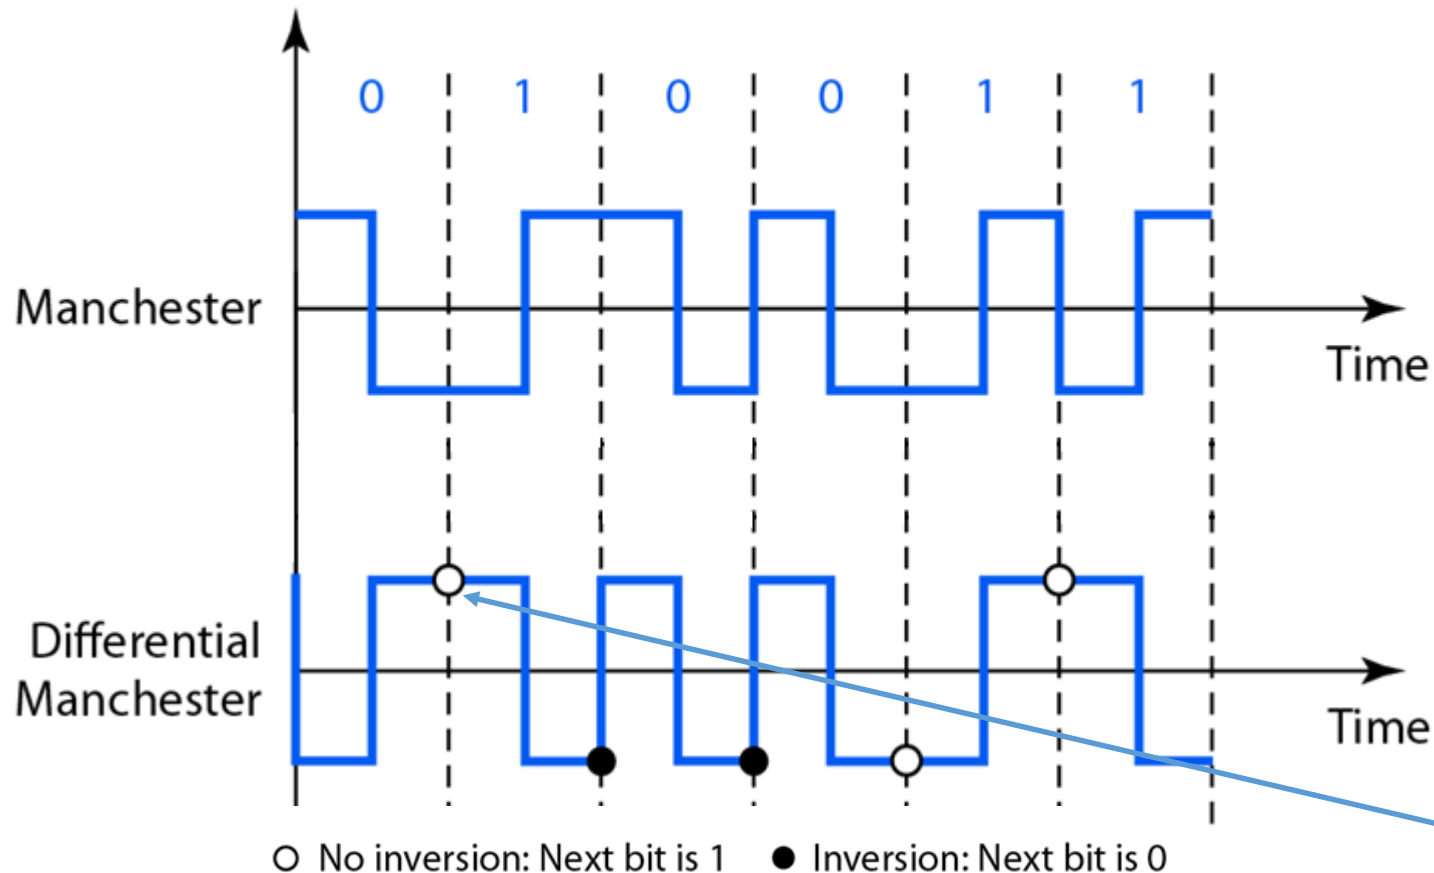 0 1 0 0 1 1
Manchester
Time
Differential
Manchester
Time
No inversion: Next bit is 1 Inversion: Next bit is 0